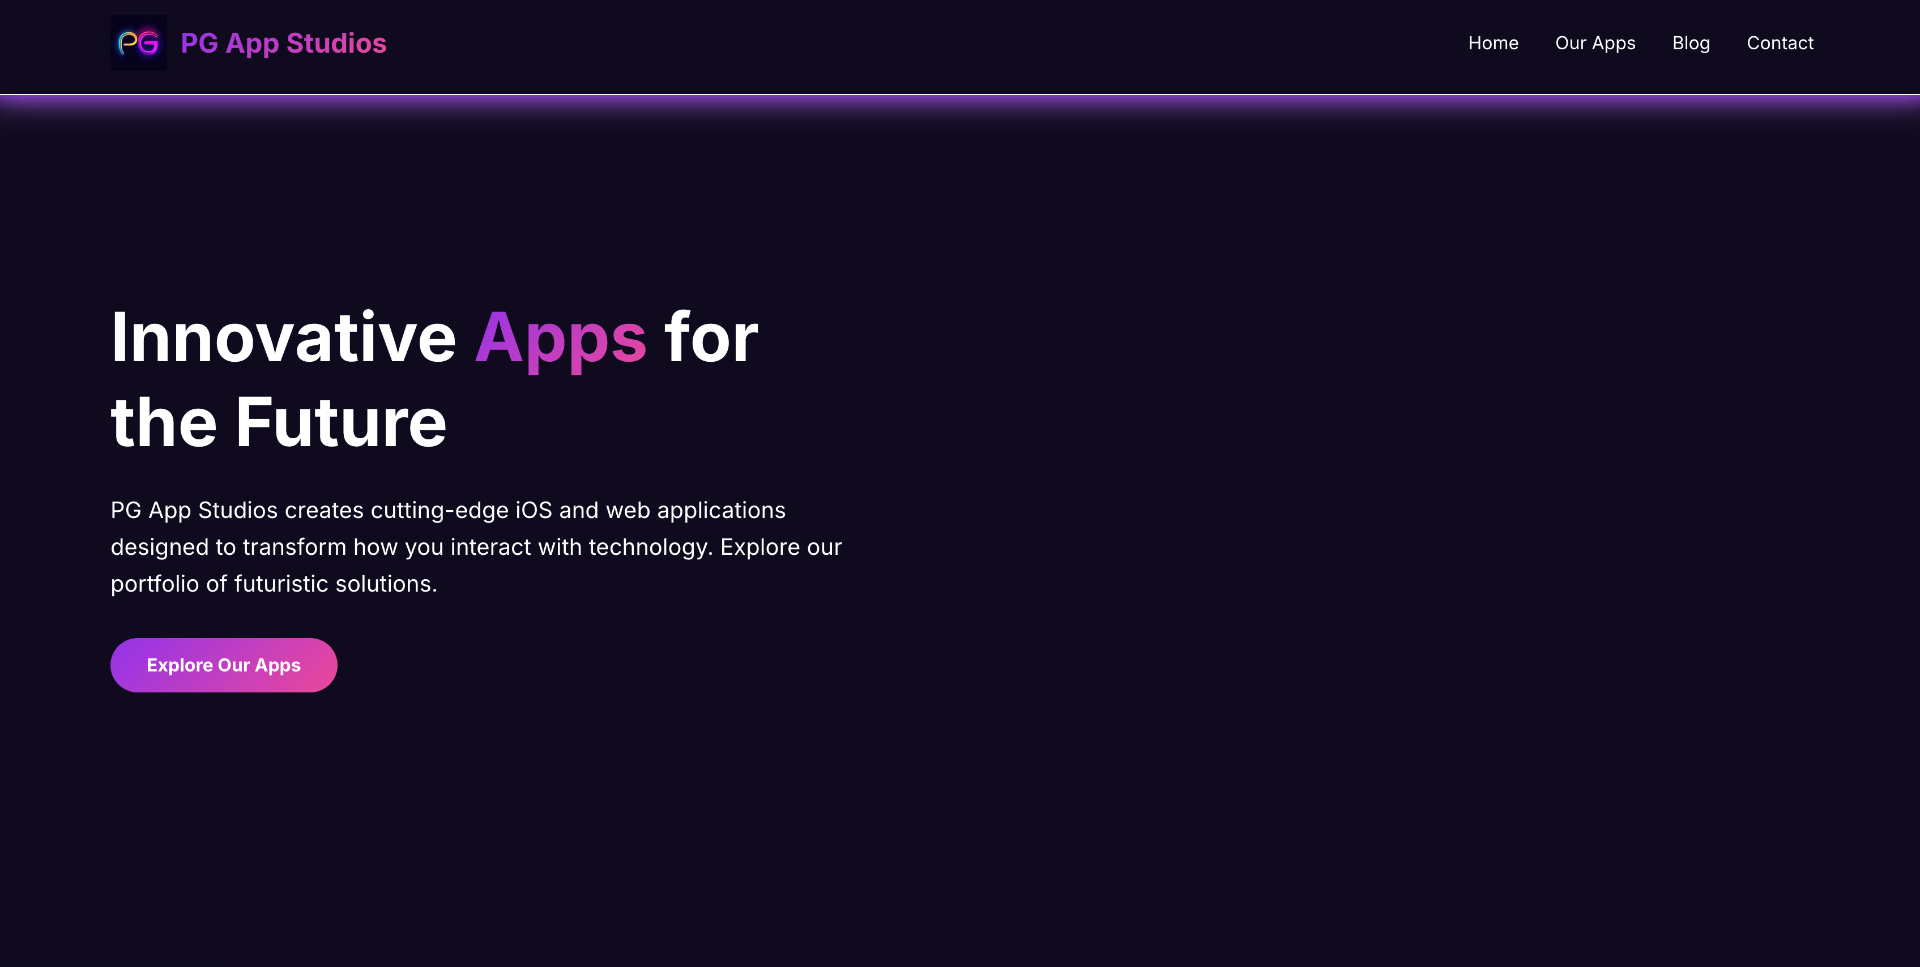 PG
PG App Studios
Home
Our Apps
Blog
Contact
Innovative Apps for
the Future
PG App Studios creates cutting-edge iOS and web applications
designed to transform how you interact with technology. Explore our
portfolio of futuristic solutions.
Explore Our Apps